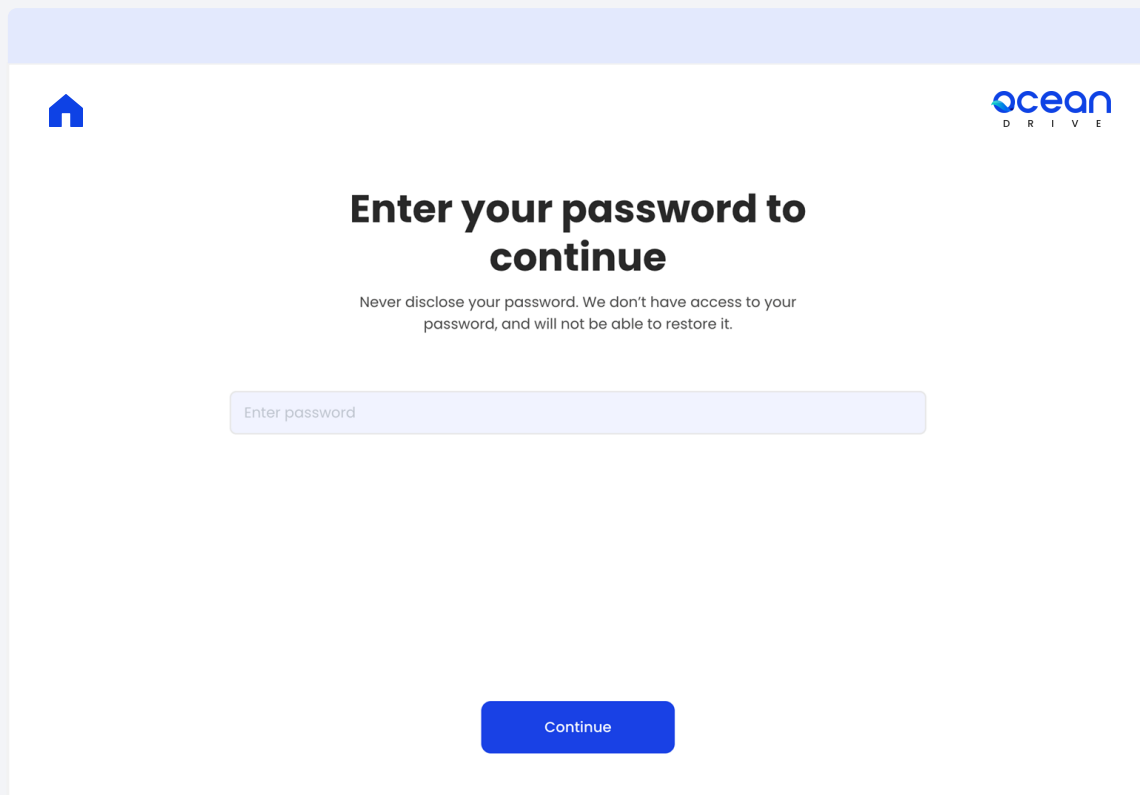 ocean
DRIVE
Enter your password to
continue
Never disclose your password. We don’t have access to your
password, and will not be able to restore it.
Enter password
Continue